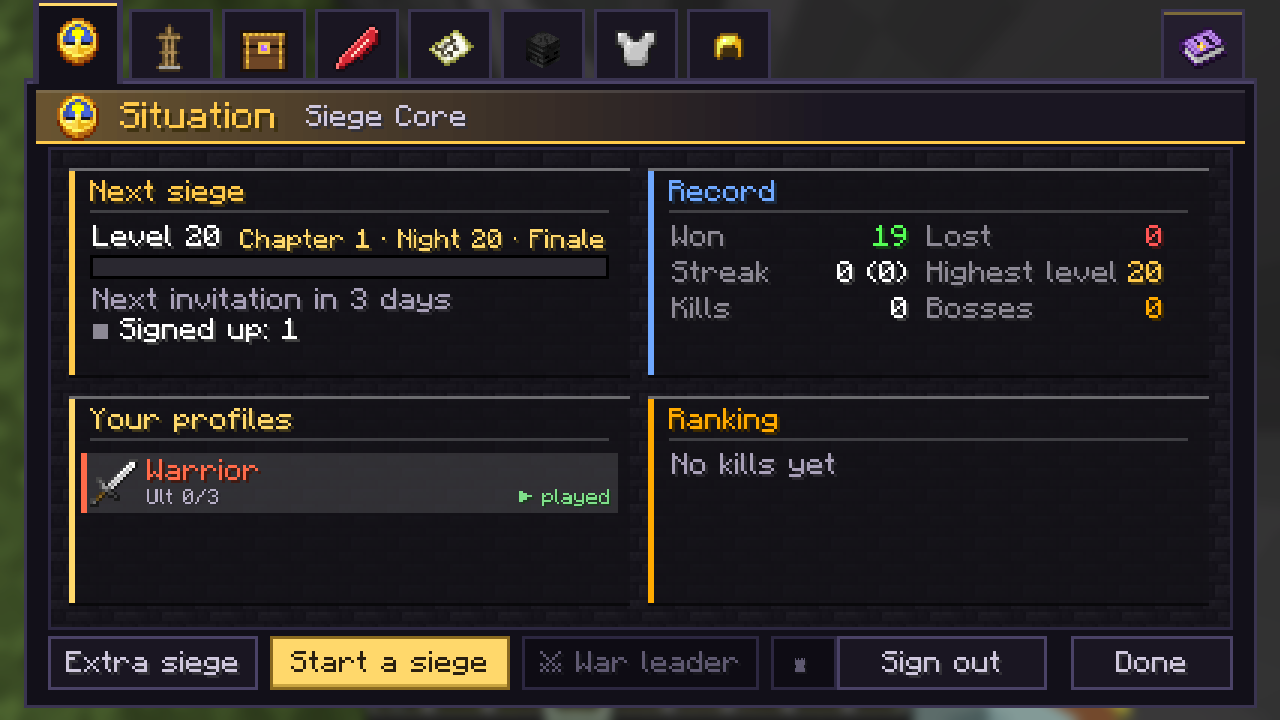 Situation Siege Core
Next siege
Level 20 Chapter 1 · Night 20 · Finale
Next invitation in 3 days
Signed up: 1
Record
Won 19 Lost 0
Streak 0 (0) Highest level 20
Kills 0 Bosses 0
Your profiles
Warrior
Ult 0/3 ► played
Ranking
No kills yet
Extra siege Start a siege War leader Sign out Done